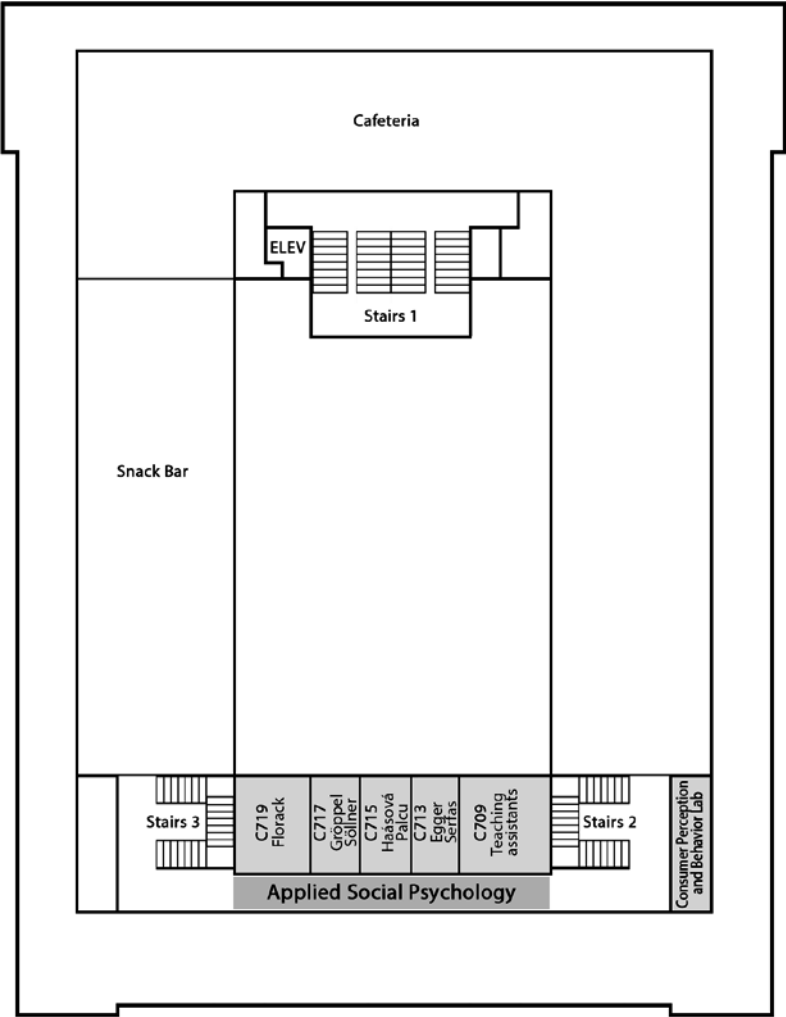 Cafeteria
ELEV
Stairs 1
Snack Bar
Stairs 3
C719
Florack
C717
Gröppel
Söllner
C715
Haásová
Palcu
C713
Egger
Serfas
C709
Teaching
assistants
Stairs 2
Consumer Perception
and Behavior Lab
Applied Social Psychology